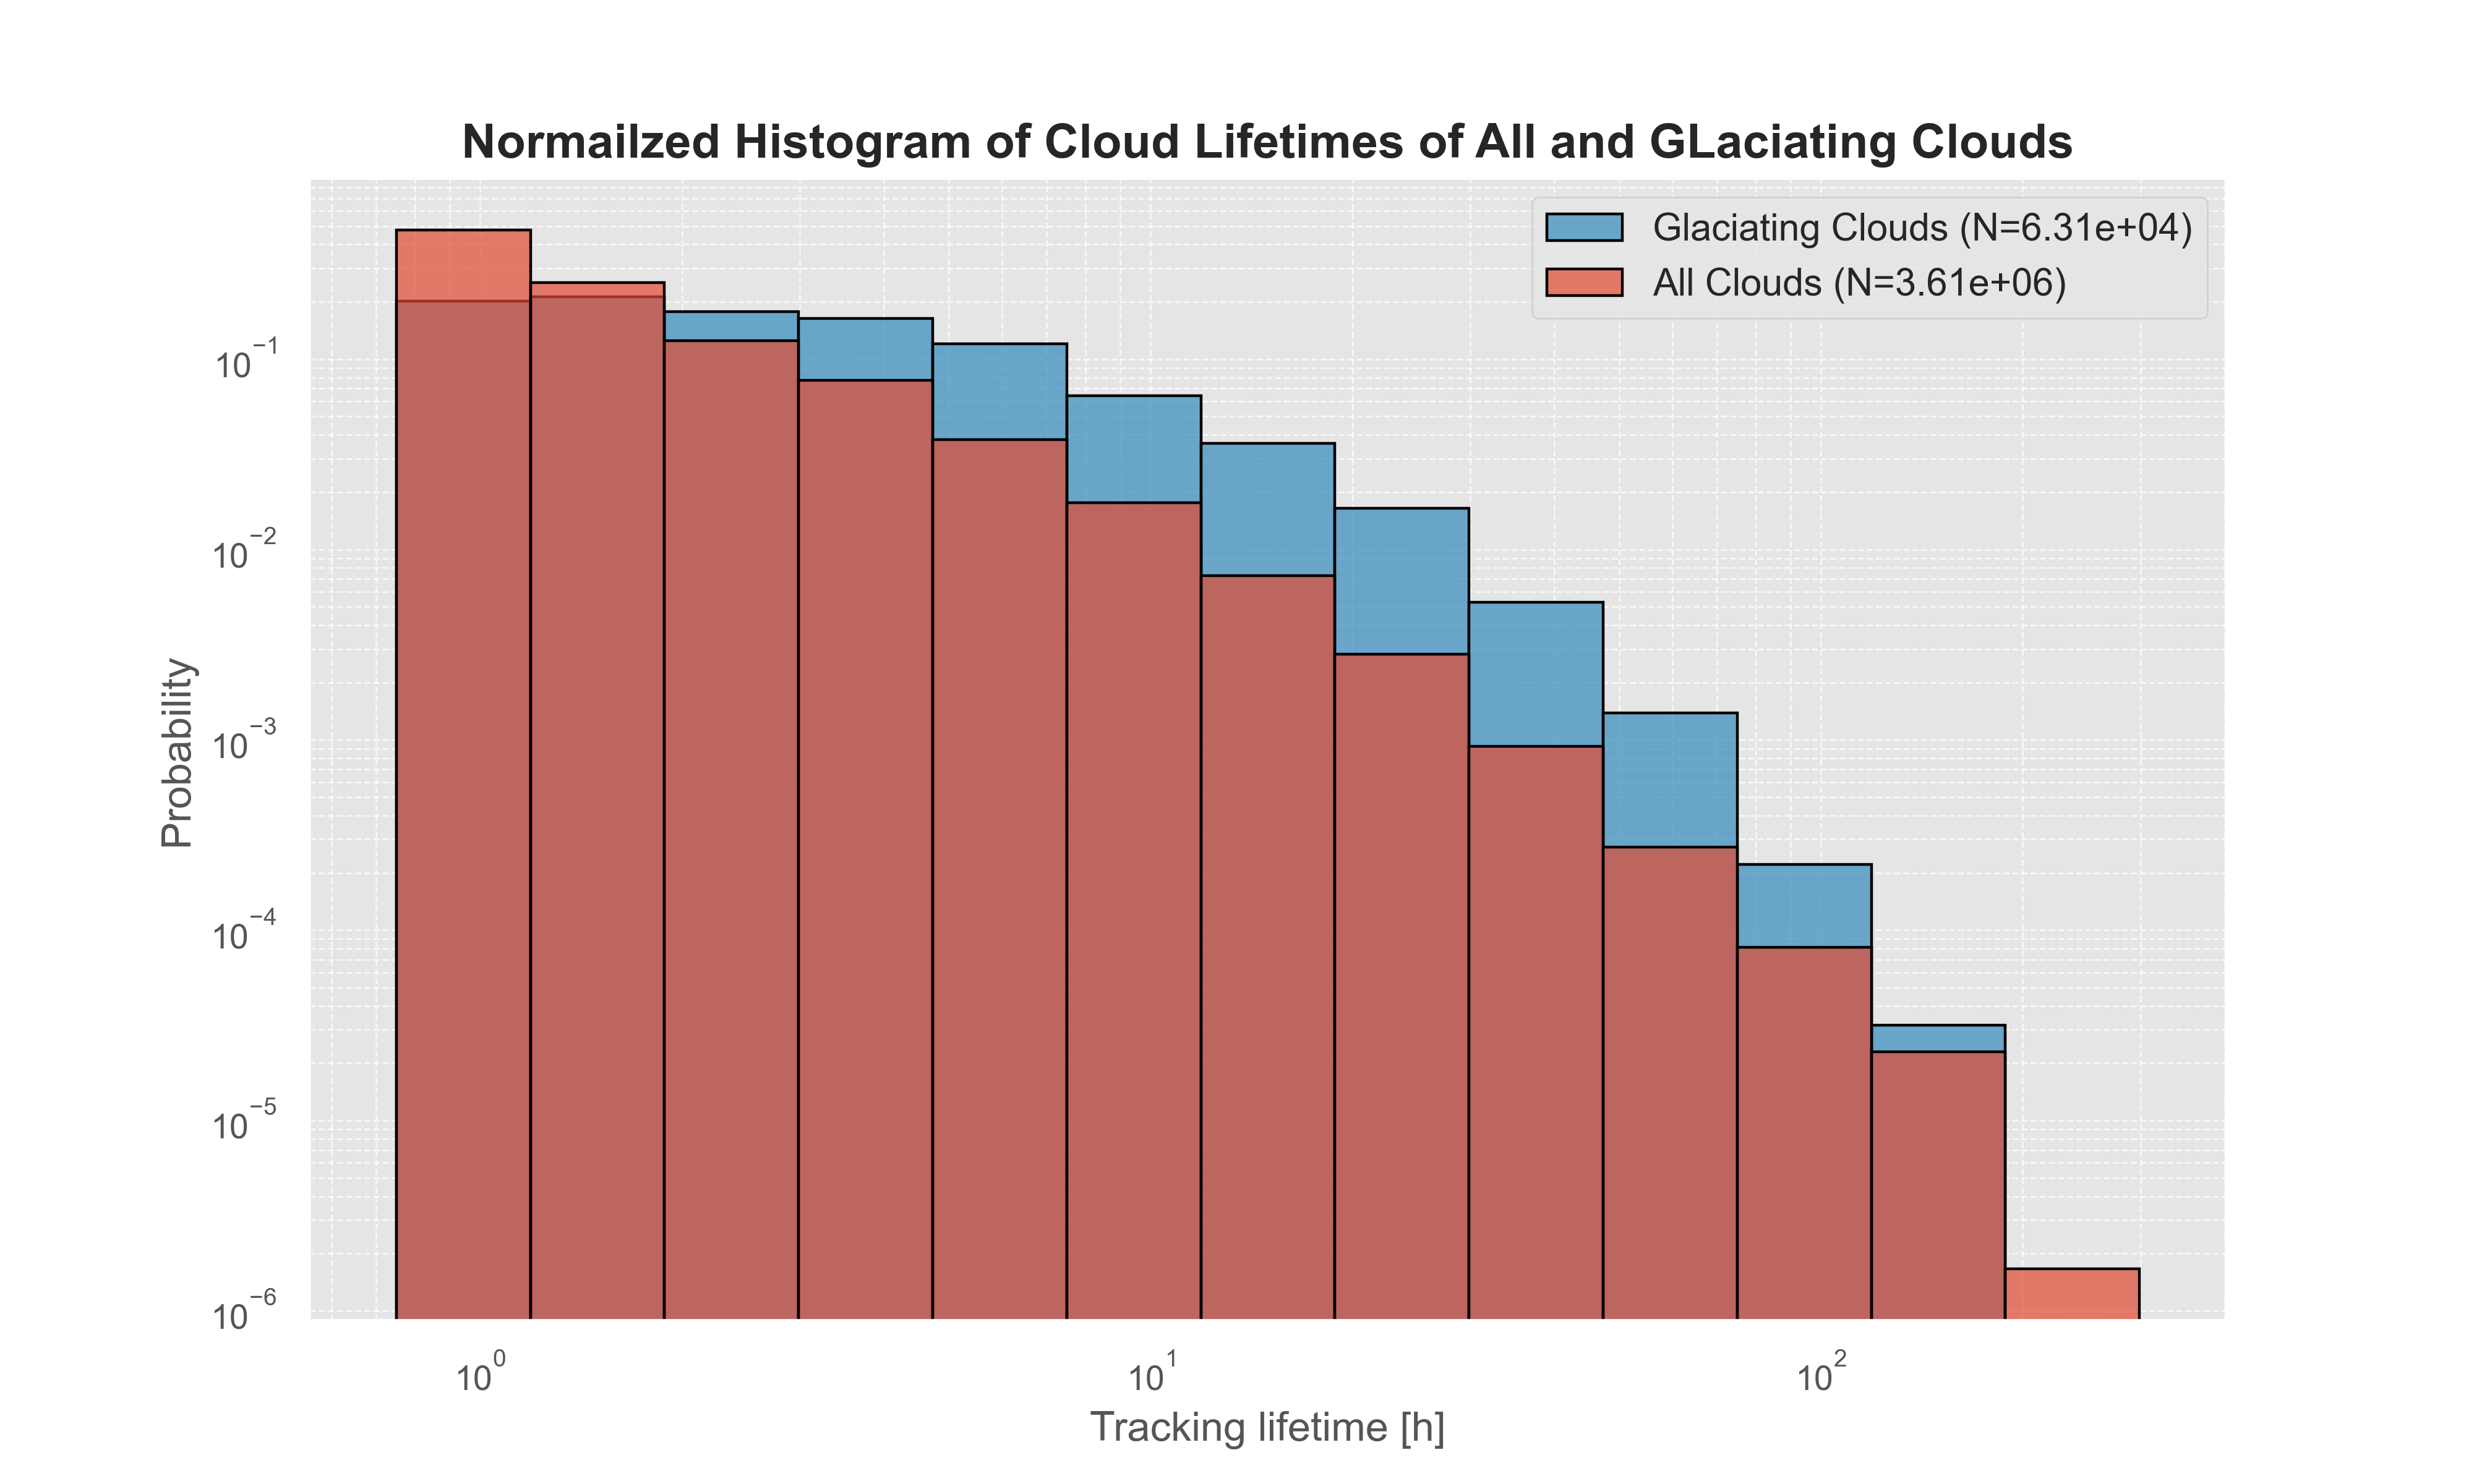 Normailzed Histogram of Cloud Lifetimes of All and GLaciating Clouds
Glaciating Clouds (N=6.31e+04)
All Clouds (N=3.61e+06)
Probability
10⁻¹
10⁻²
10⁻³
10⁻⁴
10⁻⁵
10⁻⁶
10⁰ 10¹ 10²
Tracking lifetime [h]